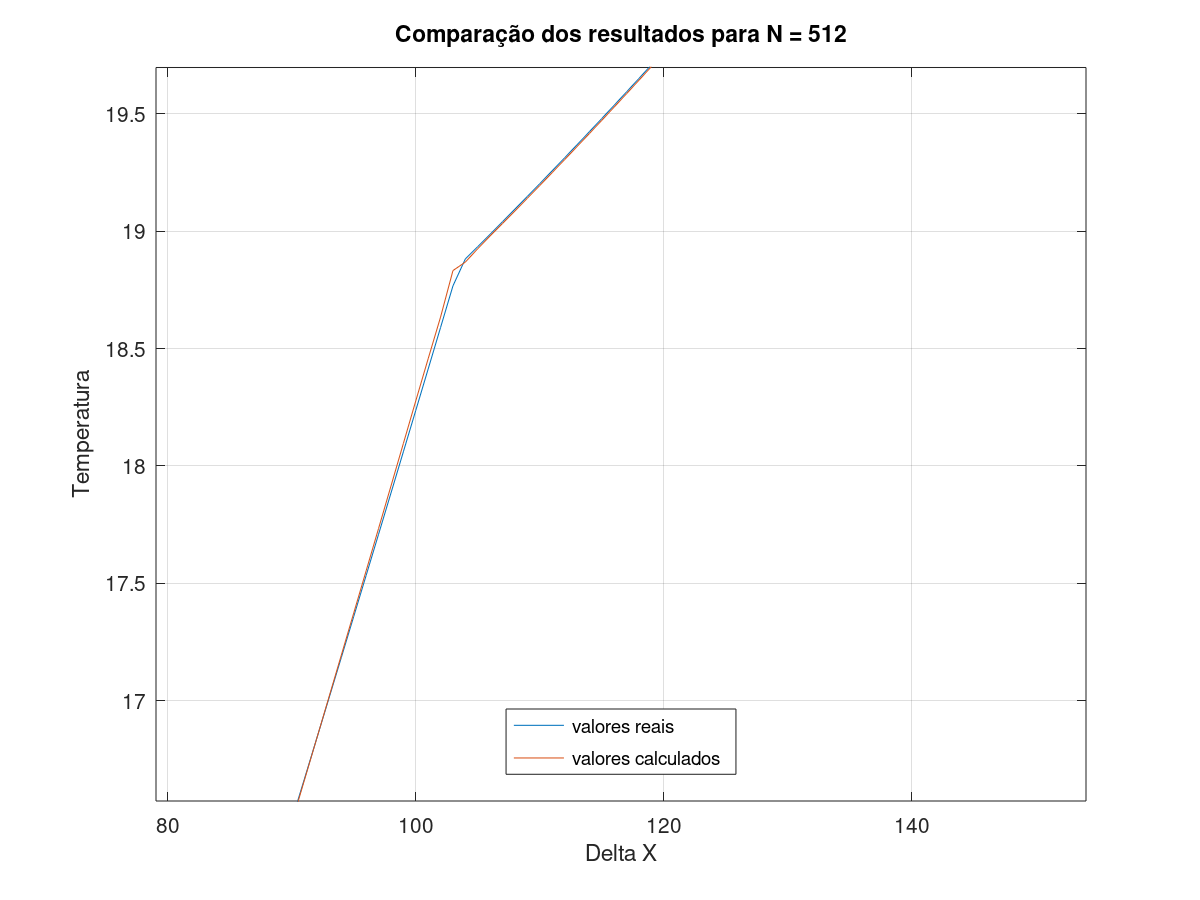 Comparação dos resultados para N = 512
19.5
19
18.5
18
17.5
17
Temperatura
valores reais
valores calculados
80
100
120
140
Delta X